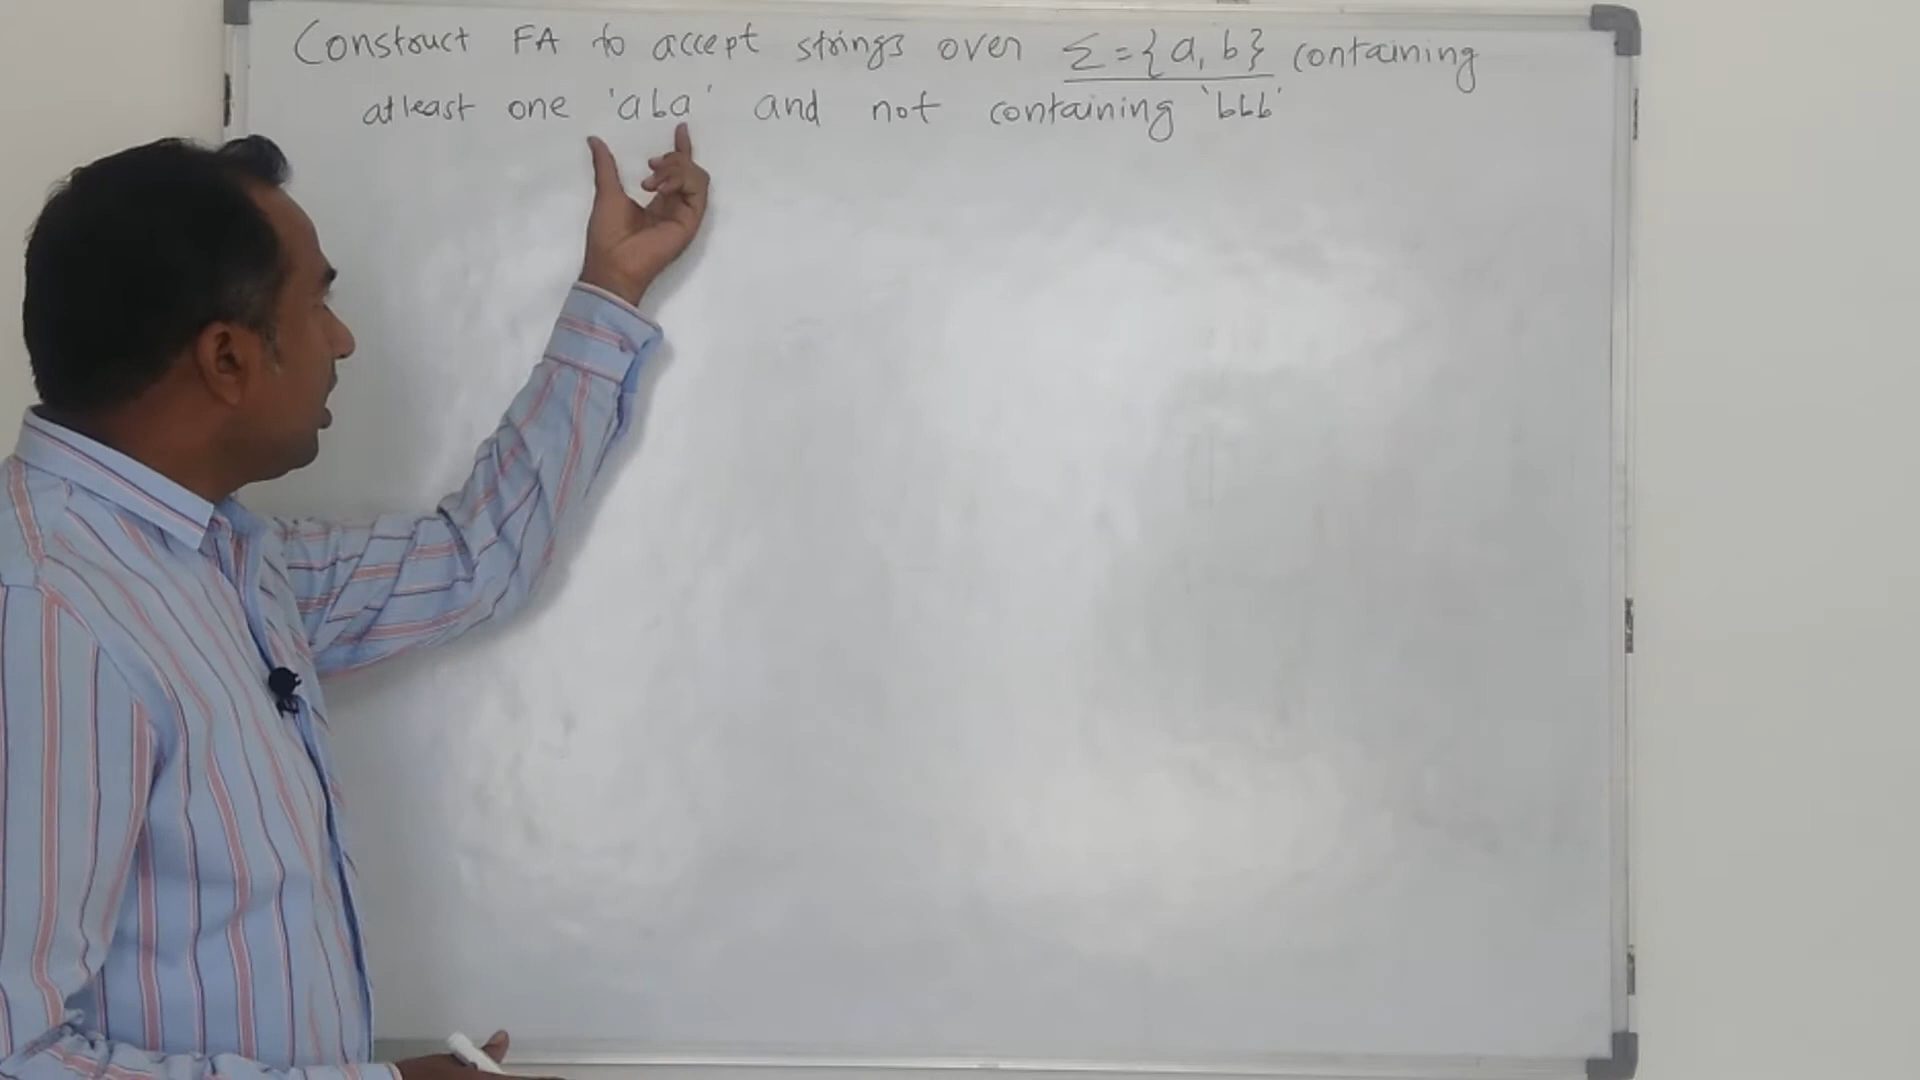 Construct FA to accept strings over Σ={a, b} containing
atleast one 'aba' and not containing 'bbb'